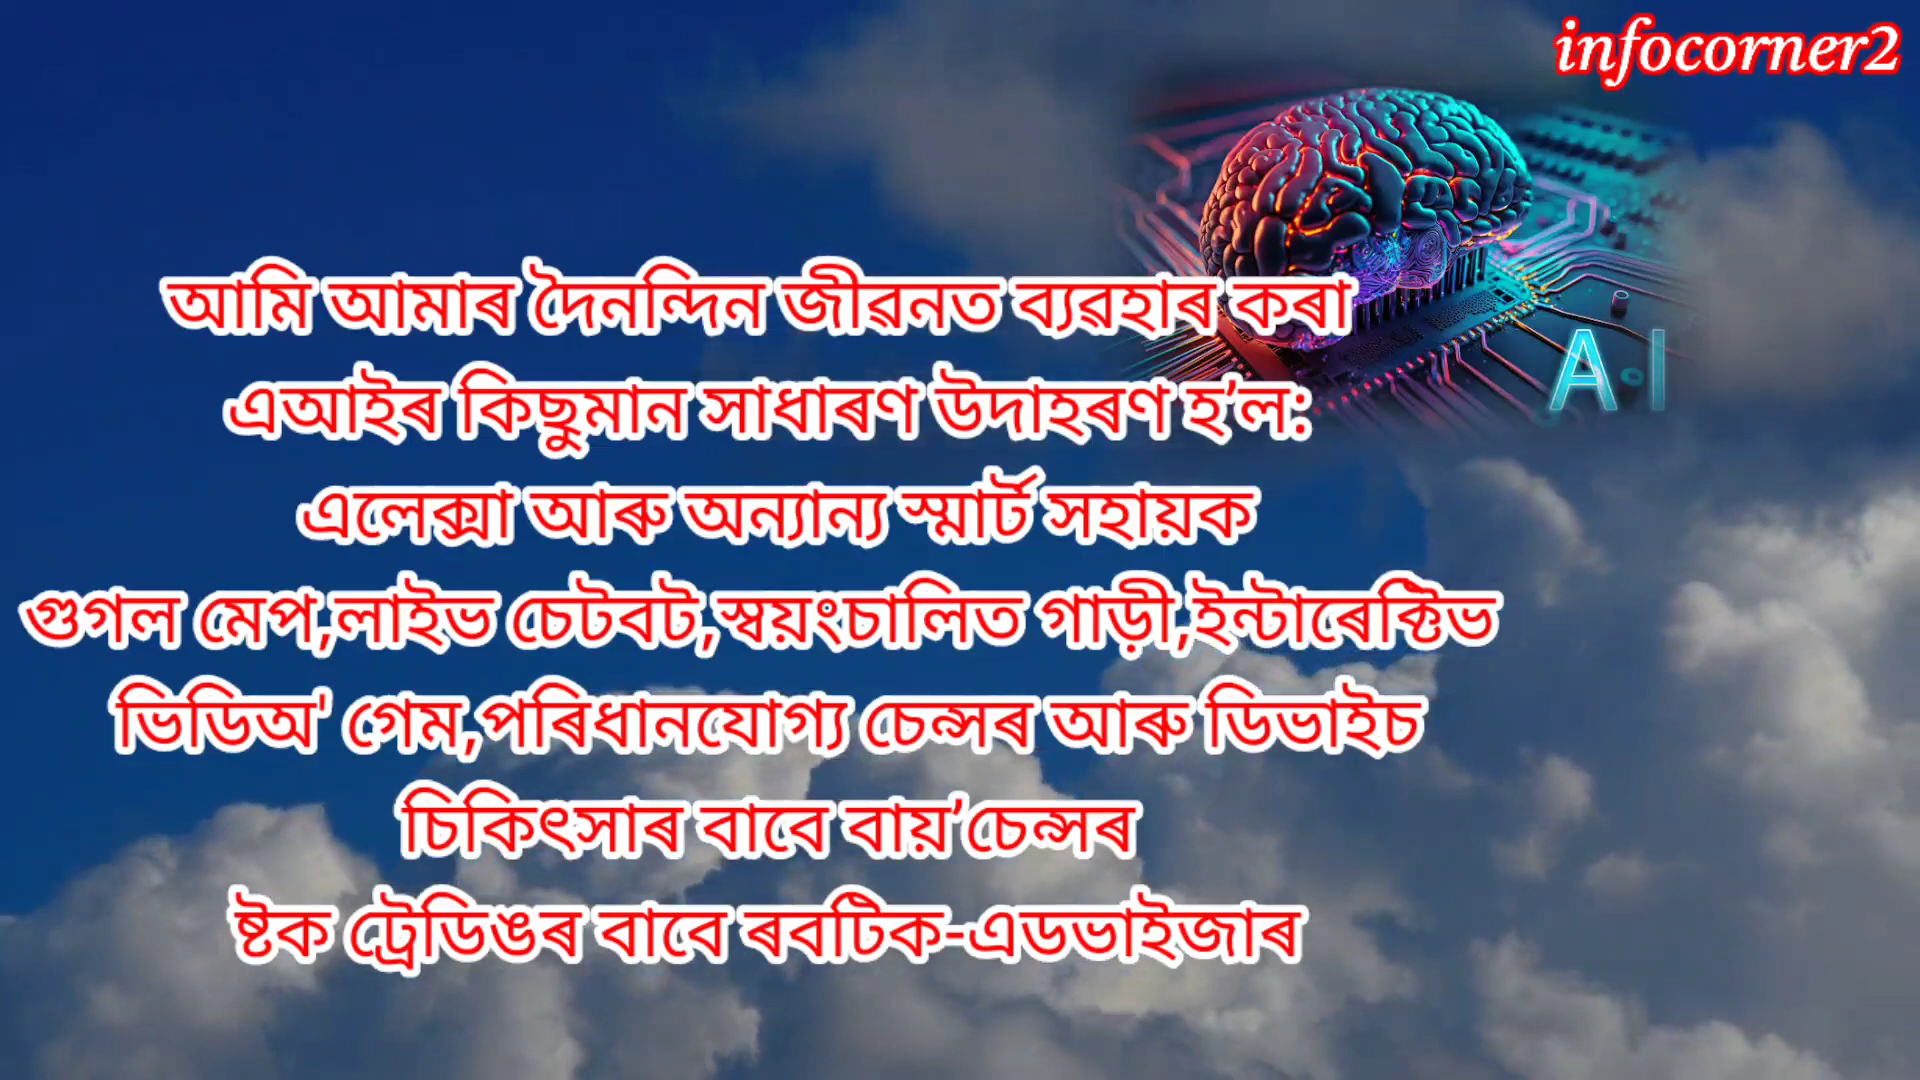 infocorner2
আমি আমাৰ দৈনন্দিন জীৱনত ব্যৱহাৰ কৰা
এআইৰ কিছুমান সাধাৰণ উদাহৰণ হ’ল:
এলেক্সা আৰু অন্যান্য স্মাৰ্ট সহায়ক
গুগল মেপ,লাইভ চেটবট,স্বয়ংচালিত গাড়ী,ইন্টাৰেক্টিভ
ভিডিঅ' গেম,পৰিধানযোগ্য চেন্সৰ আৰু ডিভাইচ
চিকিৎসাৰ বাবে বায়’চেন্সৰ
ষ্টক ট্ৰেডিঙৰ বাবে ৰবটিক-এডভাইজাৰ
A I